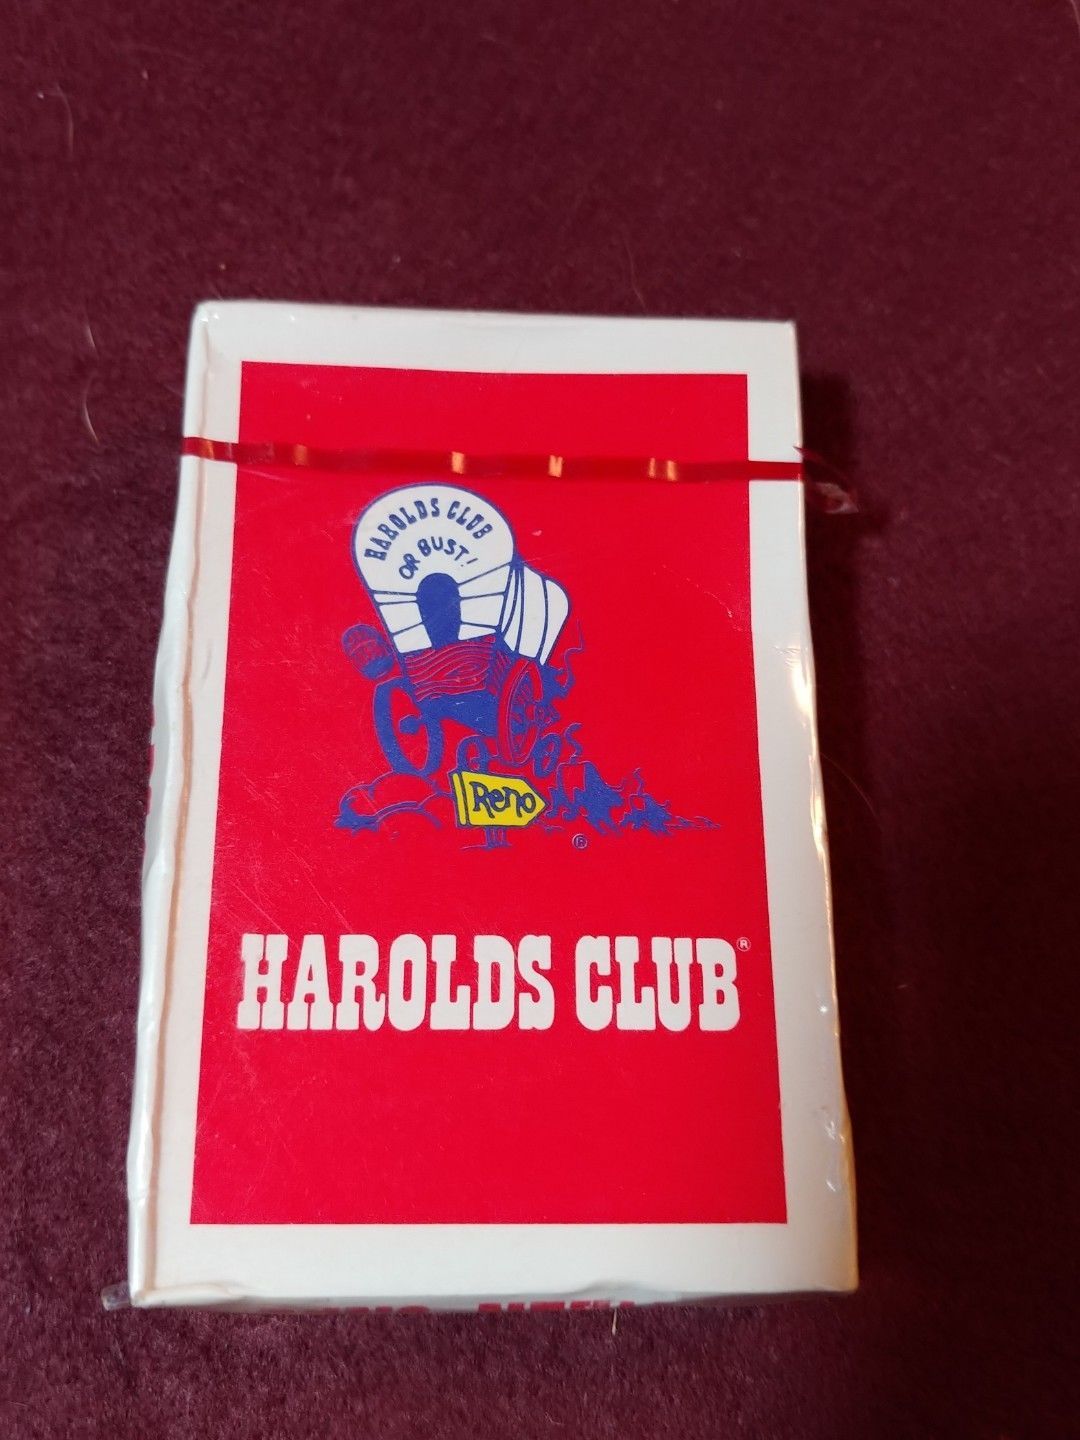 HAROLDS CLUB
OR BUST!
Reno
®
HAROLDS CLUB®